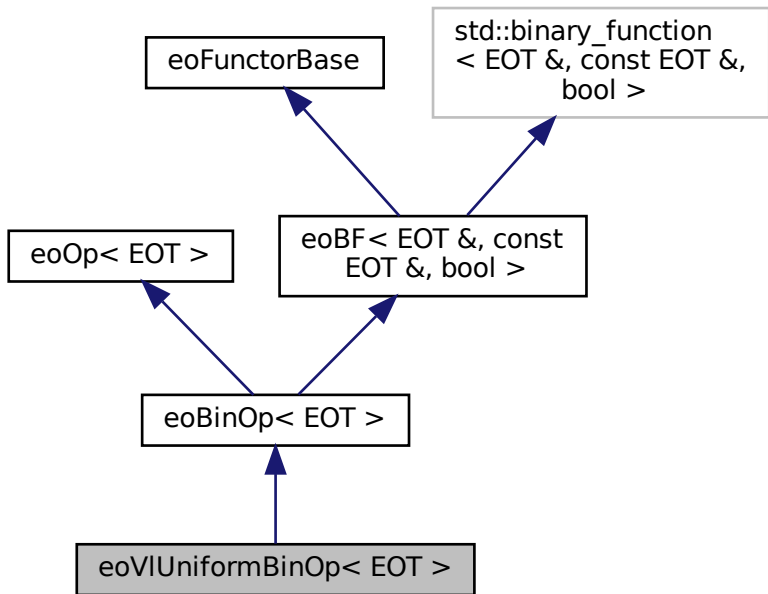 std::binary_function
< EOT &, const EOT &,
bool >
eoFunctorBase
eoBF< EOT &, const
EOT &, bool >
eoOp< EOT >
eoBinOp< EOT >
eoVlUniformBinOp< EOT >